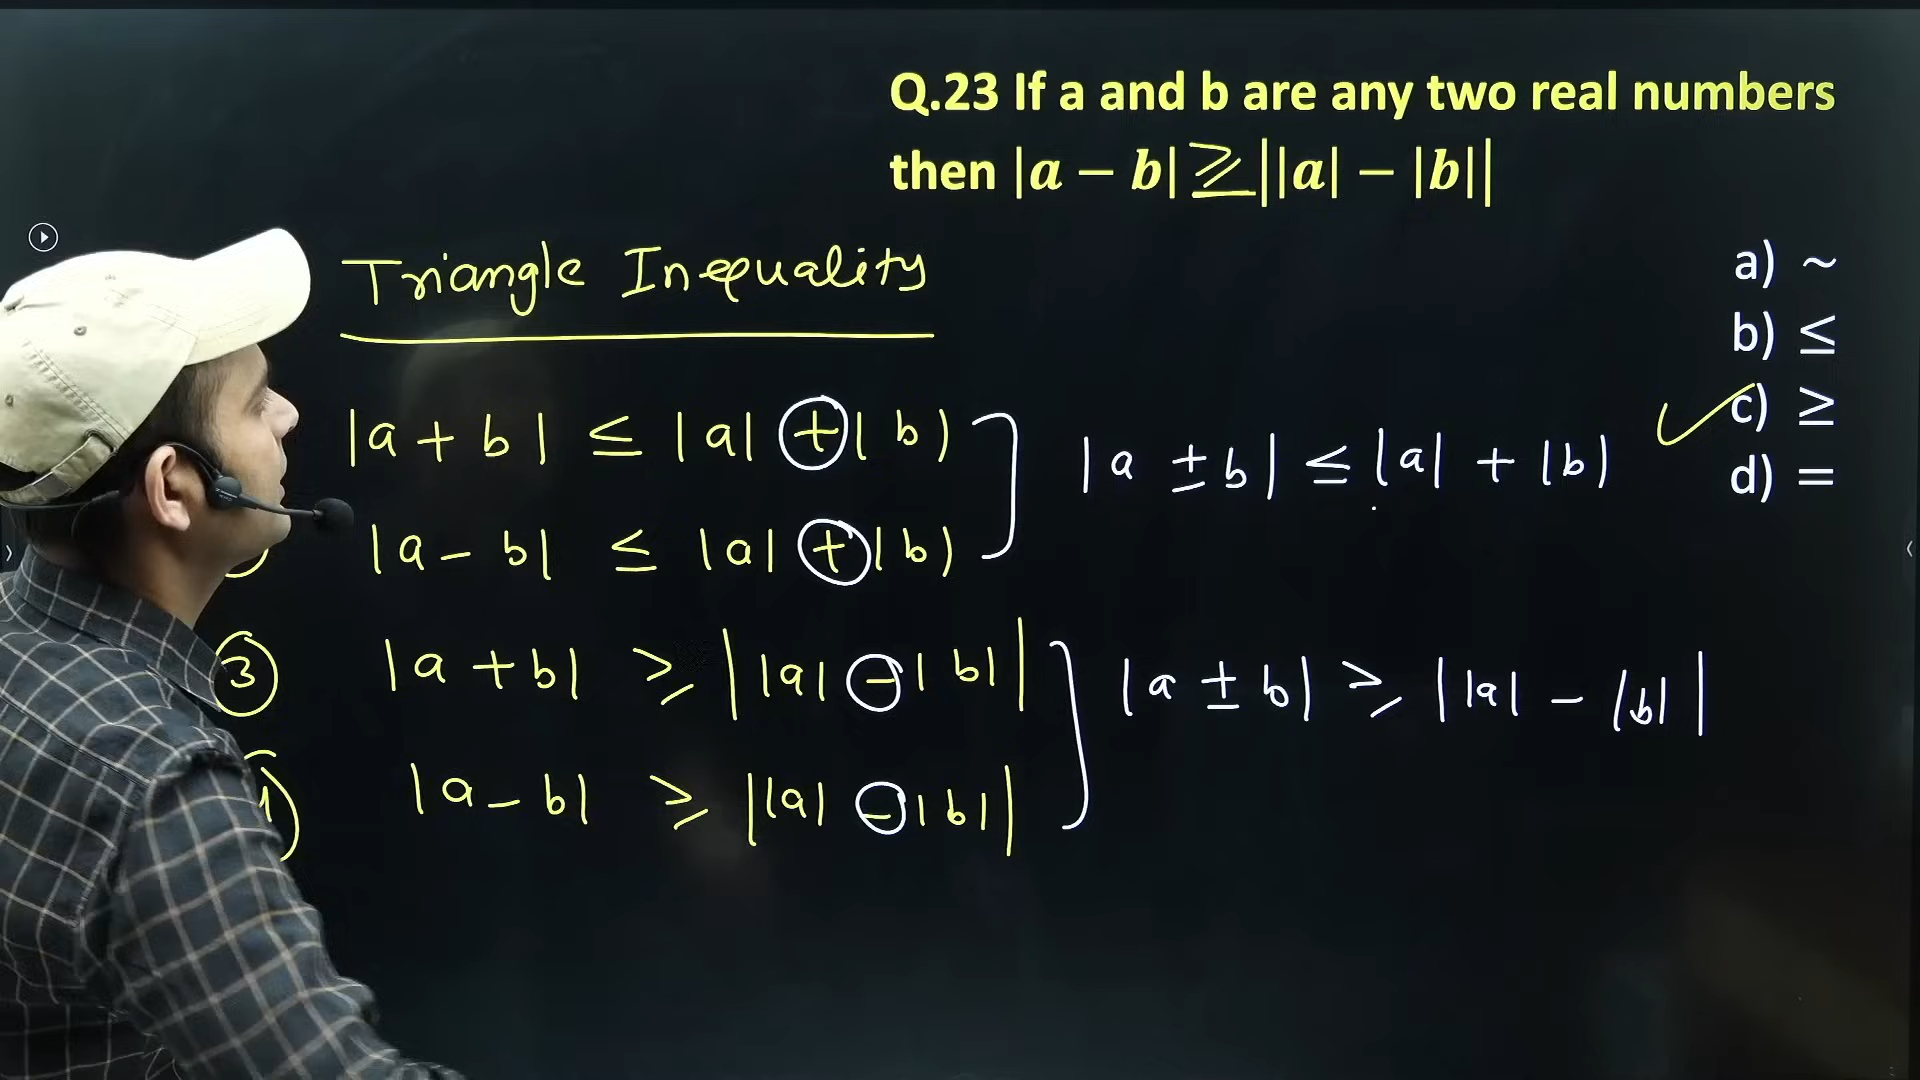 Q.23 If a and b are any two real numbers
then |a − b| ≥ ||a| − |b||
Triangle Inequality
a) ~
b) ≤
c) ≥
d) =
|a + b| ≤ |a| + |b|
|a − b| ≤ |a| + |b|
|a ± b| ≤ |a| + |b|
③ |a + b| ≥ ||a| − |b||
|a − b| ≥ ||a| − |b||
|a ± b| ≥ ||a| − |b||